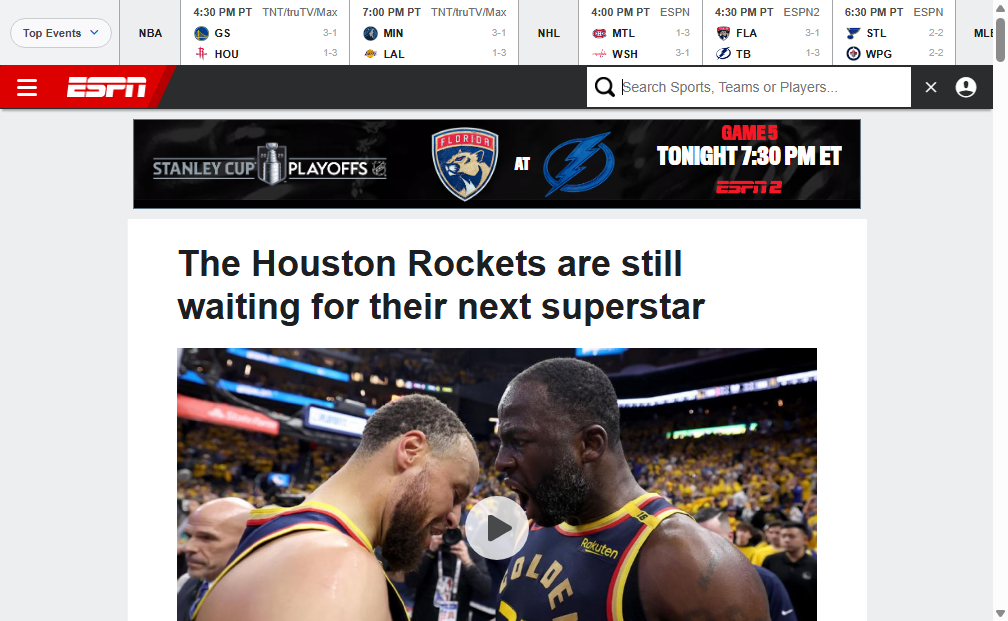 Top Events
NBA
4:30 PM PT TNT/truTV/Max
GS 3-1
HOU 1-3
7:00 PM PT TNT/truTV/Max
MIN 3-1
LAL 1-3
NHL
4:00 PM PT ESPN
MTL 1-3
WSH 3-1
4:30 PM PT ESPN2
FLA 3-1
TB 1-3
6:30 PM PT ESPN
STL 2-2
WPG 2-2
MLB
ESPN
Search Sports, Teams or Players...
STANLEY CUP PLAYOFFS
FLORIDA
AT
GAME 5
TONIGHT 7:30 PM ET
ESPN2
The Houston Rockets are still
waiting for their next superstar
State Farm
Rakuten
GOLDEN